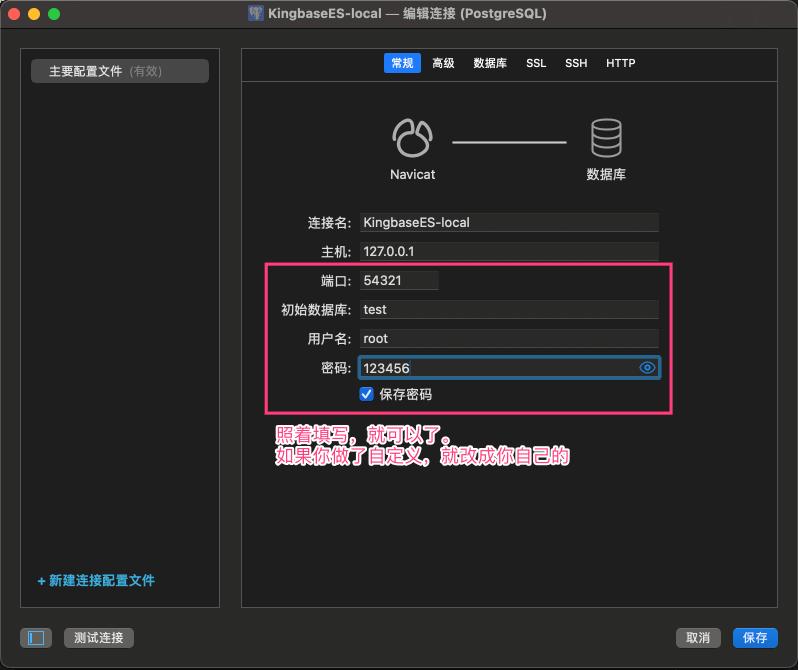 KingbaseES-local — 编辑连接 (PostgreSQL)
主要配置文件 (有效)
常规 高级 数据库 SSL SSH HTTP
Navicat 数据库
连接名: KingbaseES-local
主机: 127.0.0.1
端口: 54321
初始数据库: test
用户名: root
密码: 123456
保存密码
照着填写，就可以了。
如果你做了自定义，就改成你自己的
+ 新建连接配置文件
测试连接 取消 保存